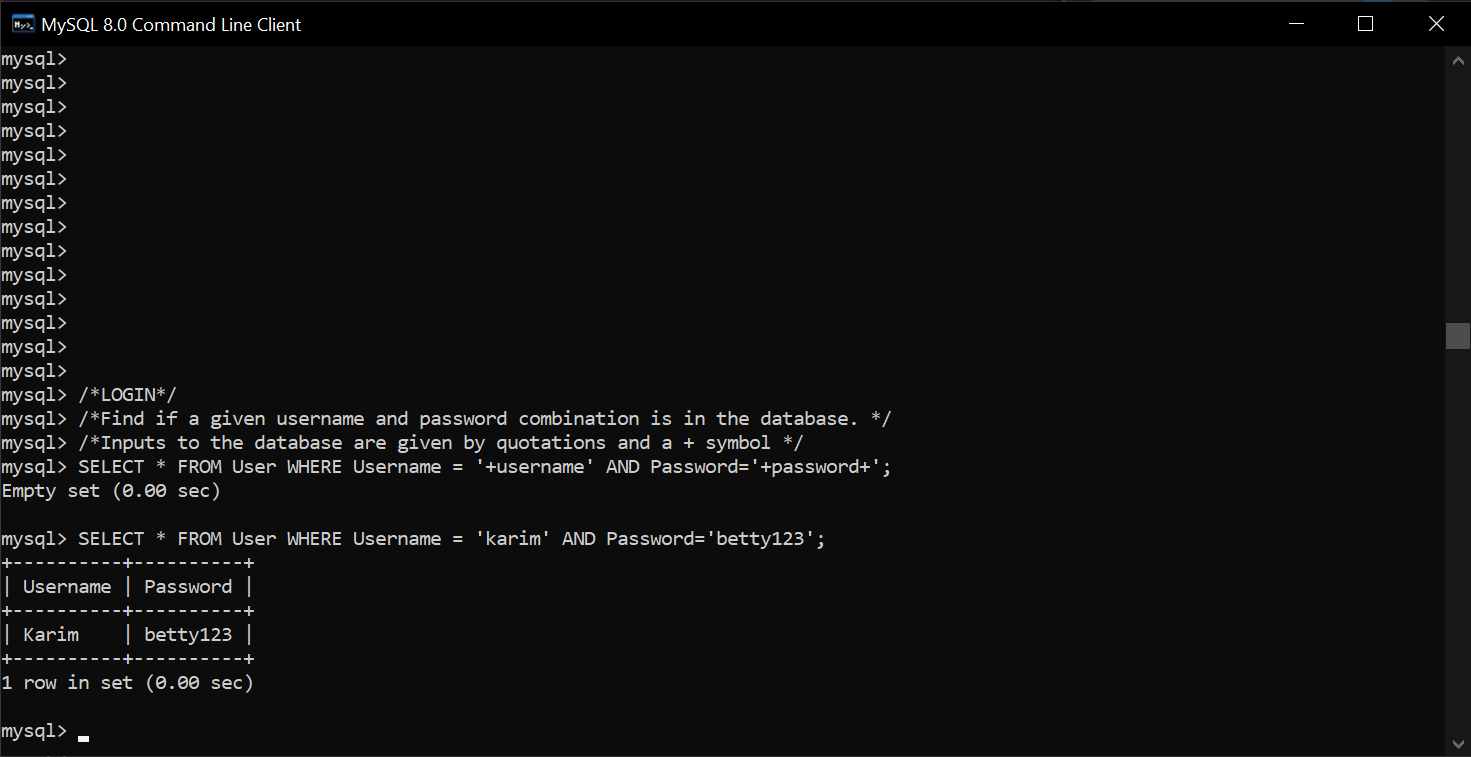 MySQL 8.0 Command Line Client
mysql>
mysql>
mysql>
mysql>
mysql>
mysql>
mysql>
mysql>
mysql>
mysql>
mysql>
mysql>
mysql>
mysql>
mysql> /*LOGIN*/
mysql> /*Find if a given username and password combination is in the database. */
mysql> /*Inputs to the database are given by quotations and a + symbol */
mysql> SELECT * FROM User WHERE Username = '+username' AND Password='+password+';
Empty set (0.00 sec)
mysql> SELECT * FROM User WHERE Username = 'karim' AND Password='betty123';
+----------+----------+
| Username | Password |
+----------+----------+
| Karim    | betty123 |
+----------+----------+
1 row in set (0.00 sec)
mysql>